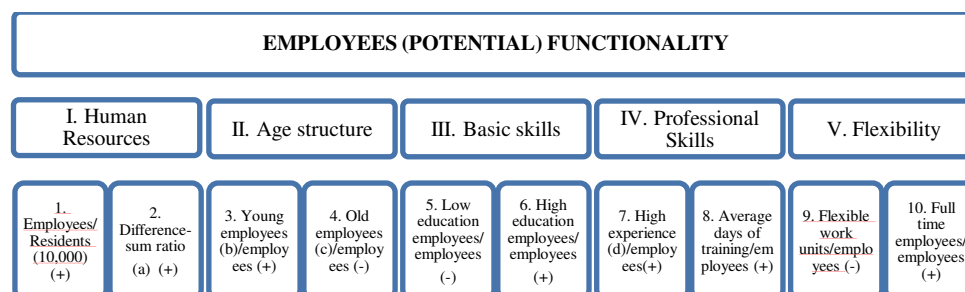 EMPLOYEES (POTENTIAL) FUNCTIONALITY
I. Human
Resources
II. Age structure
III. Basic skills
IV. Professional
Skills
V. Flexibility
1.
Employees/
Residents
(10,000)
(+)
2.
Difference-
sum ratio
(a) (+)
3. Young
employees
(b)/employ
ees (+)
4. Old
employees
(c)/employ
ees (-)
5. Low
education
employees/
employees
(-)
6. High
education
employees/
employees
(+)
7. High
experience
(d)/employ
ees(+)
8. Average
days of
training/em
ployees (+)
9. Flexible
work
units/emplo
yees (-)
10. Full
time
employees/
employees
(+)